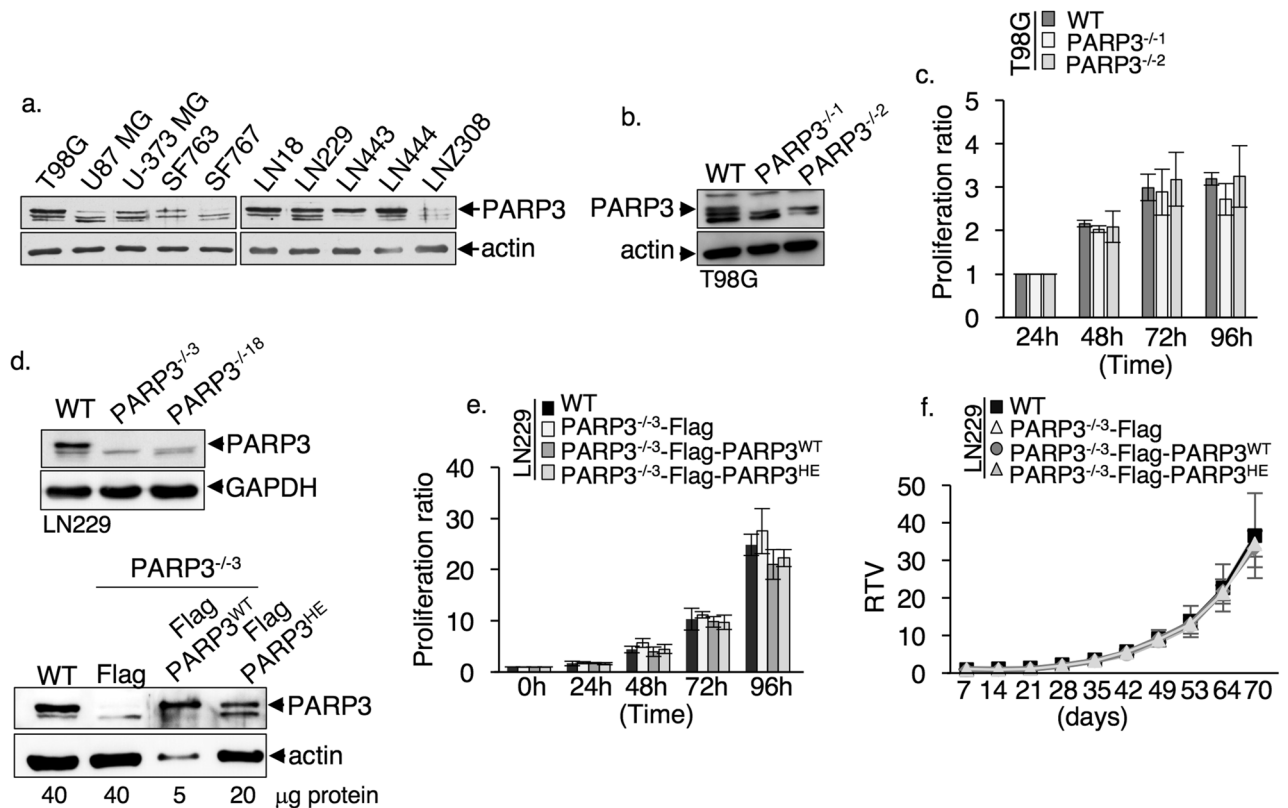 a.
T98G U87 MG U-373 MG SF763 SF767 LN18 LN229 LN443 LN444 LNZ308
PARP3
actin
b.
WT PARP3-/-1 PARP3-/-2
PARP3
actin
T98G
c.
T98G
WT
PARP3-/-1
PARP3-/-2
Proliferation ratio
5
4
3
2
1
0
24h 48h 72h 96h
(Time)
d.
WT PARP3-/-3 PARP3-/-18
PARP3
GAPDH
LN229
PARP3-/-3
WT Flag Flag PARP3WT Flag PARP3HE
PARP3
actin
40 40 5 20 µg protein
e.
LN229
WT
PARP3-/-3-Flag
PARP3-/-3-Flag-PARP3WT
PARP3-/-3-Flag-PARP3HE
Proliferation ratio
40
30
20
10
0
0h 24h 48h 72h 96h
(Time)
f.
LN229
WT
PARP3-/-3-Flag
PARP3-/-3-Flag-PARP3WT
PARP3-/-3-Flag-PARP3HE
RTV
50
40
30
20
10
0
7 14 21 28 35 42 49 53 64 70
(days)